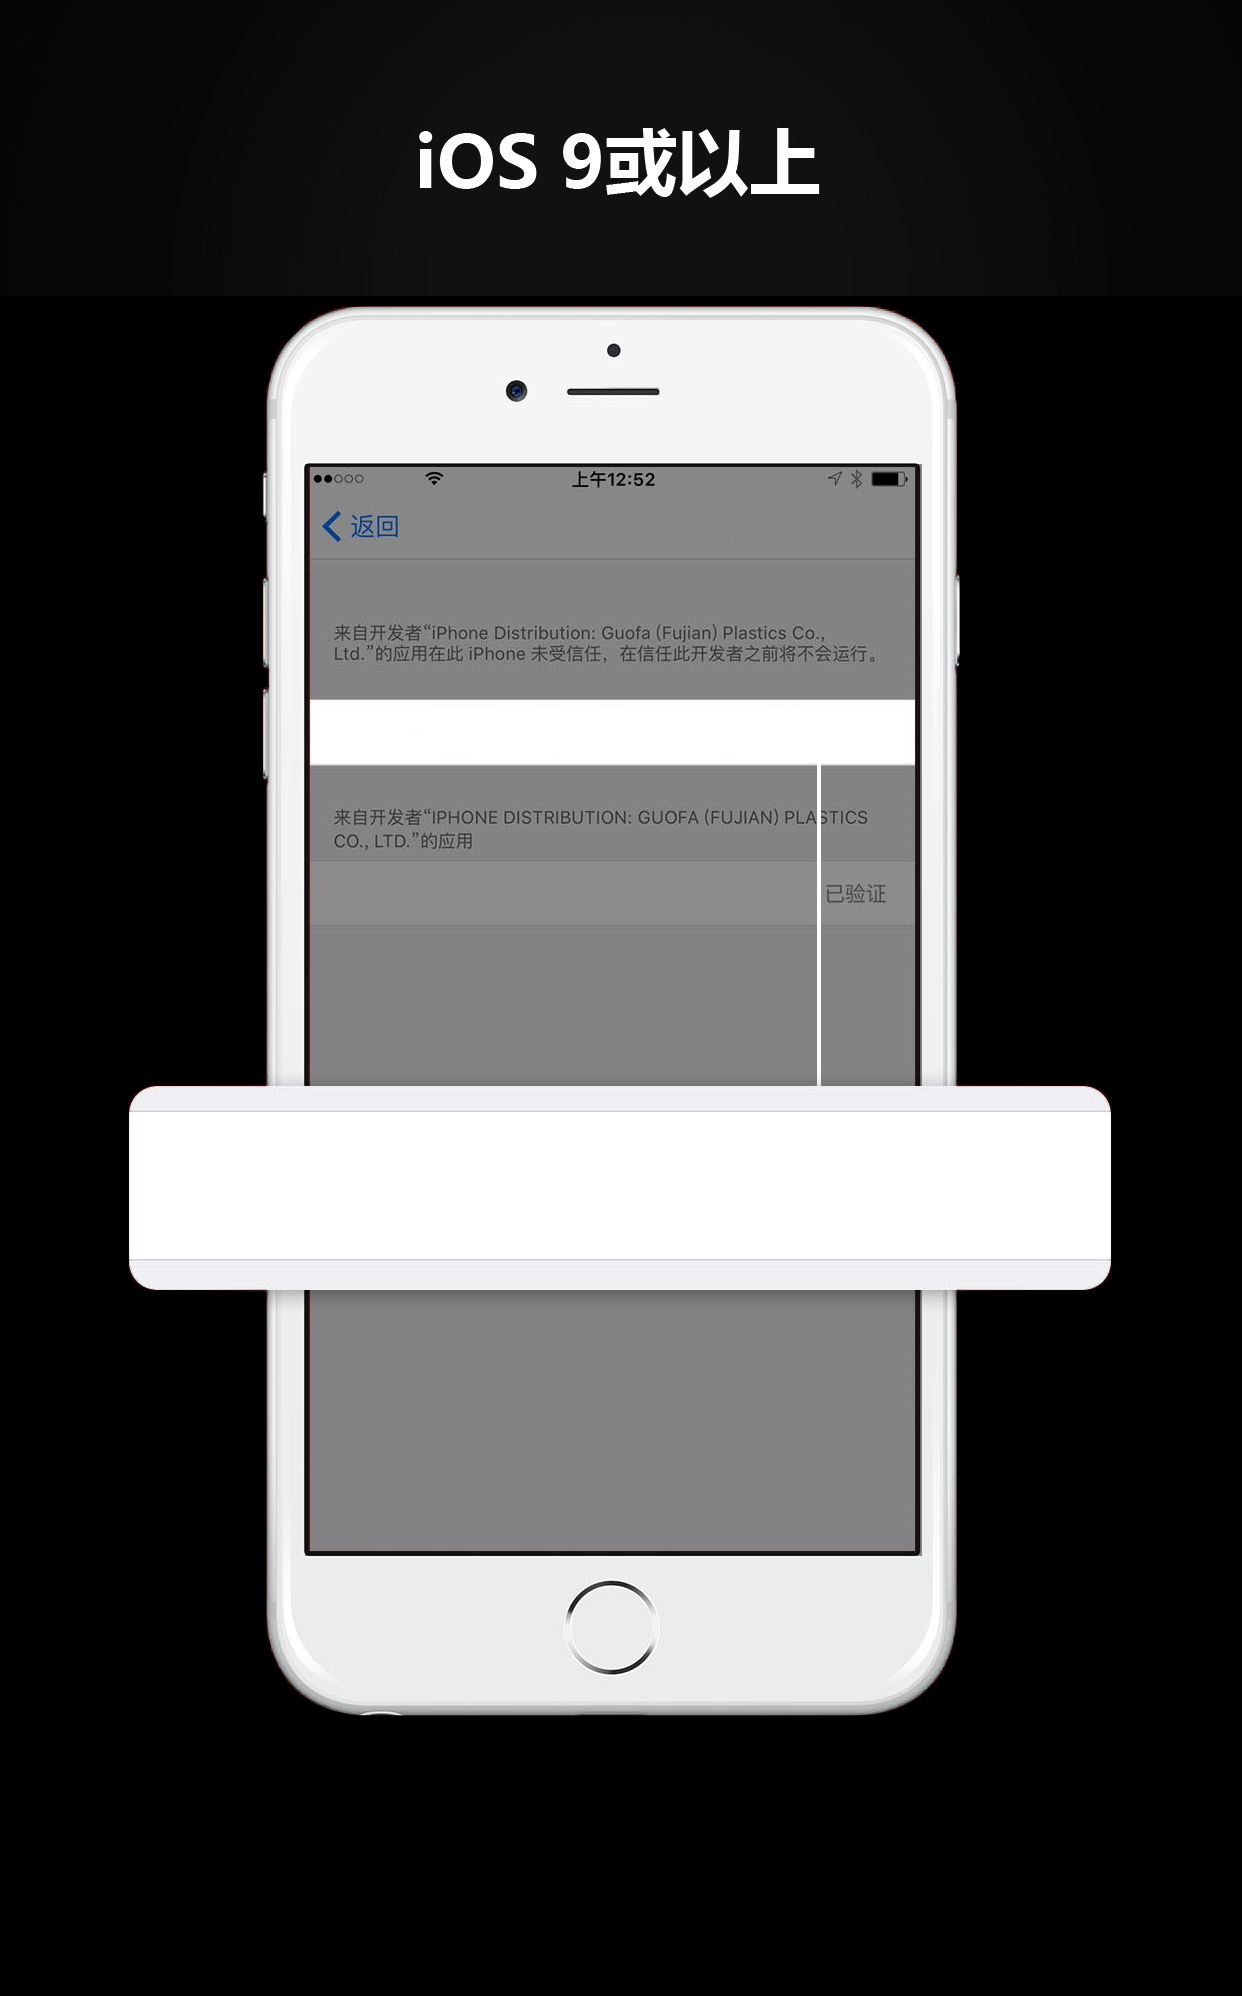 iOS 9或以上
上午12:52
返回
来自开发者“iPhone Distribution: Guofa (Fujian) Plastics Co.,
Ltd.”的应用在此 iPhone 未受信任，在信任此开发者之前将不会运行。
来自开发者“IPHONE DISTRIBUTION: GUOFA (FUJIAN) PLASTICS
CO., LTD.”的应用
已验证